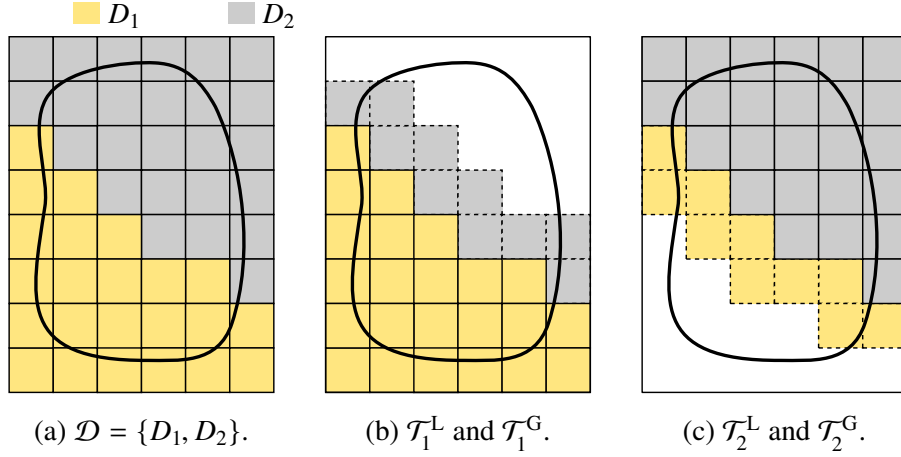 D₁ D₂
(a) 𝒟 = {D₁, D₂}. (b) 𝒯₁ᴸ and 𝒯₁ᴳ. (c) 𝒯₂ᴸ and 𝒯₂ᴳ.